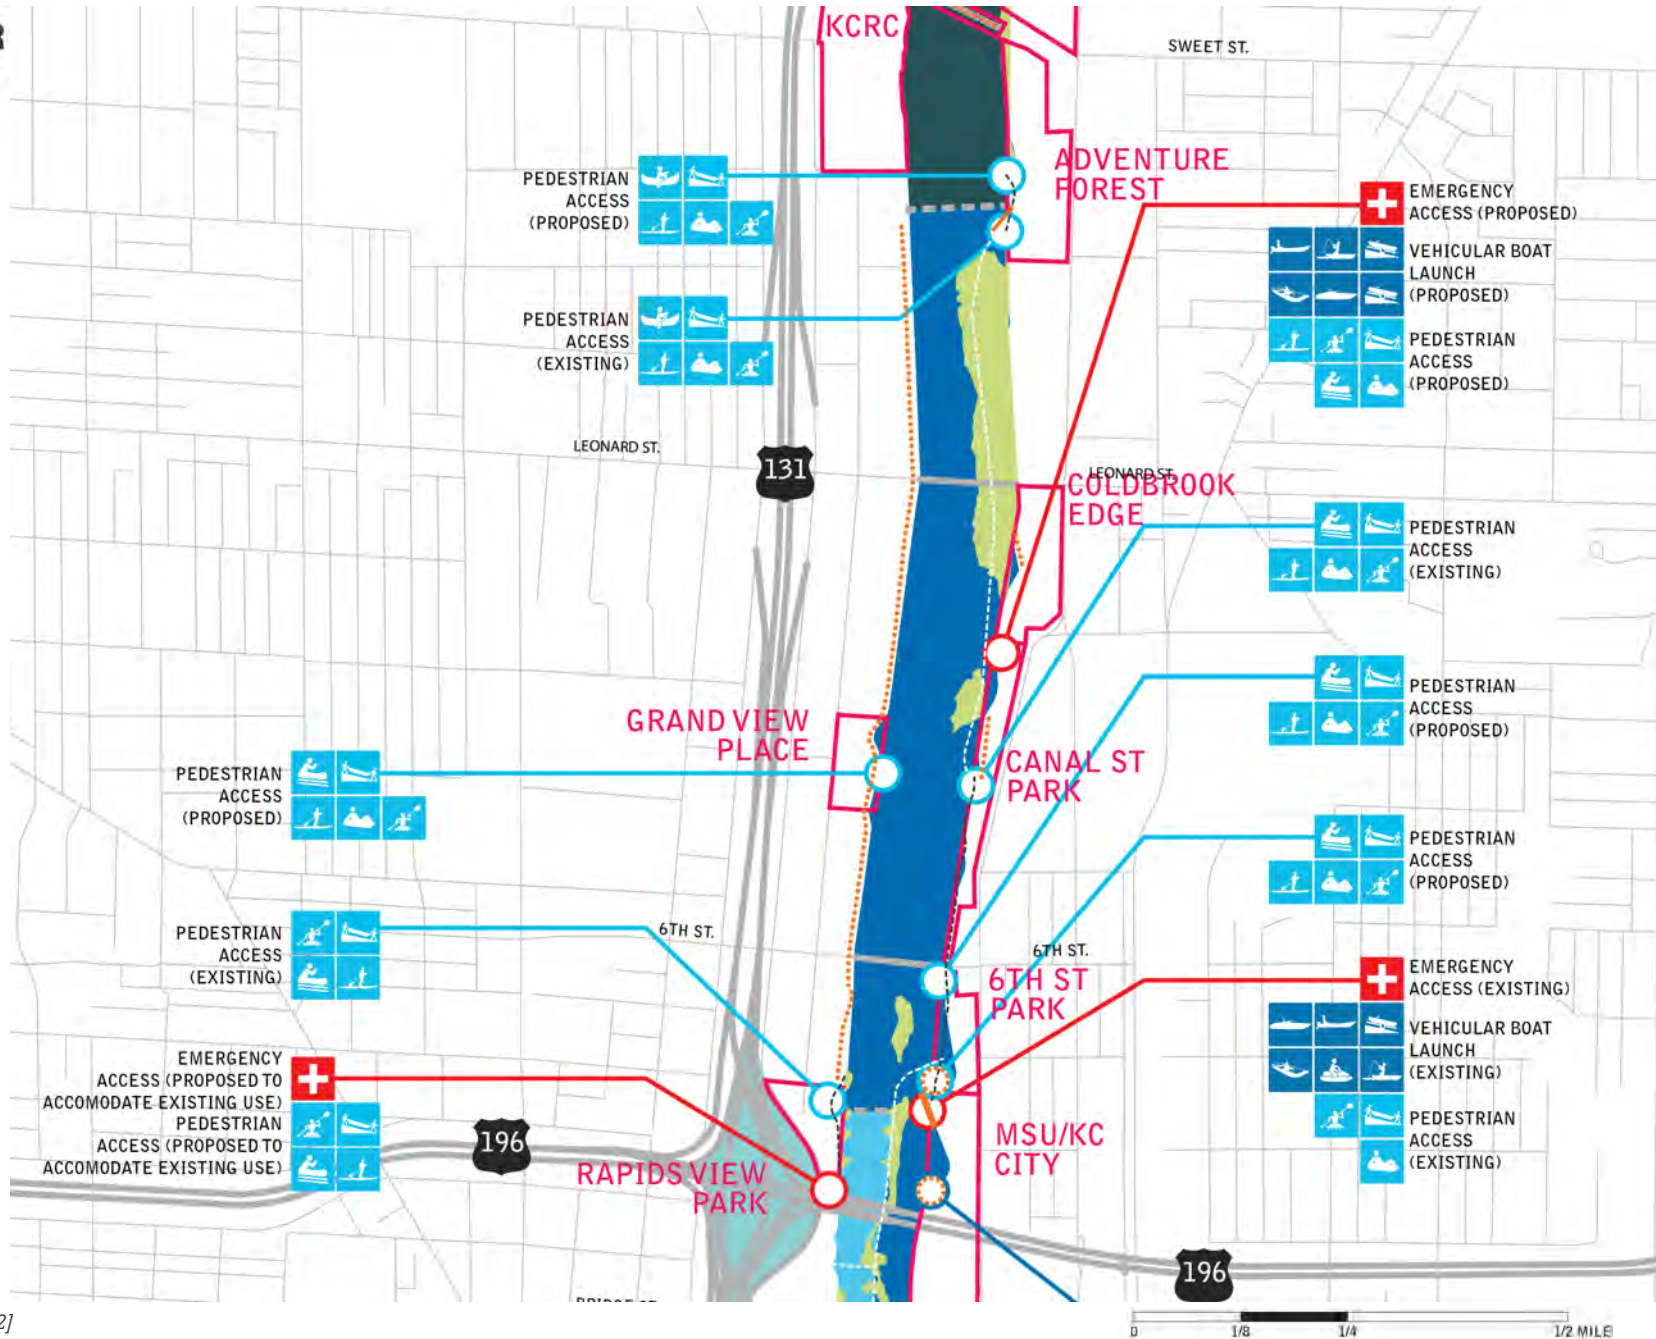 R
KCRC
SWEET ST.
ADVENTURE
FOREST
PEDESTRIAN
ACCESS
(PROPOSED)
EMERGENCY
ACCESS (PROPOSED)
VEHICULAR BOAT
LAUNCH
(PROPOSED)
PEDESTRIAN
ACCESS
(PROPOSED)
PEDESTRIAN
ACCESS
(EXISTING)
LEONARD ST.
131
LEONARD ST.
COLDBROOK
EDGE
PEDESTRIAN
ACCESS
(EXISTING)
PEDESTRIAN
ACCESS
(PROPOSED)
GRAND VIEW
PLACE
CANAL ST
PARK
PEDESTRIAN
ACCESS
(PROPOSED)
PEDESTRIAN
ACCESS
(PROPOSED)
PEDESTRIAN
ACCESS
(EXISTING)
6TH ST.
6TH ST.
6TH ST
PARK
EMERGENCY
ACCESS (EXISTING)
VEHICULAR BOAT
LAUNCH
(EXISTING)
PEDESTRIAN
ACCESS
(EXISTING)
EMERGENCY
ACCESS (PROPOSED TO
ACCOMODATE EXISTING USE)
PEDESTRIAN
ACCESS (PROPOSED TO
ACCOMODATE EXISTING USE)
196
MSU/KC
CITY
RAPIDS VIEW
PARK
196
2]
0 1/8 1/4 1/2 MILE